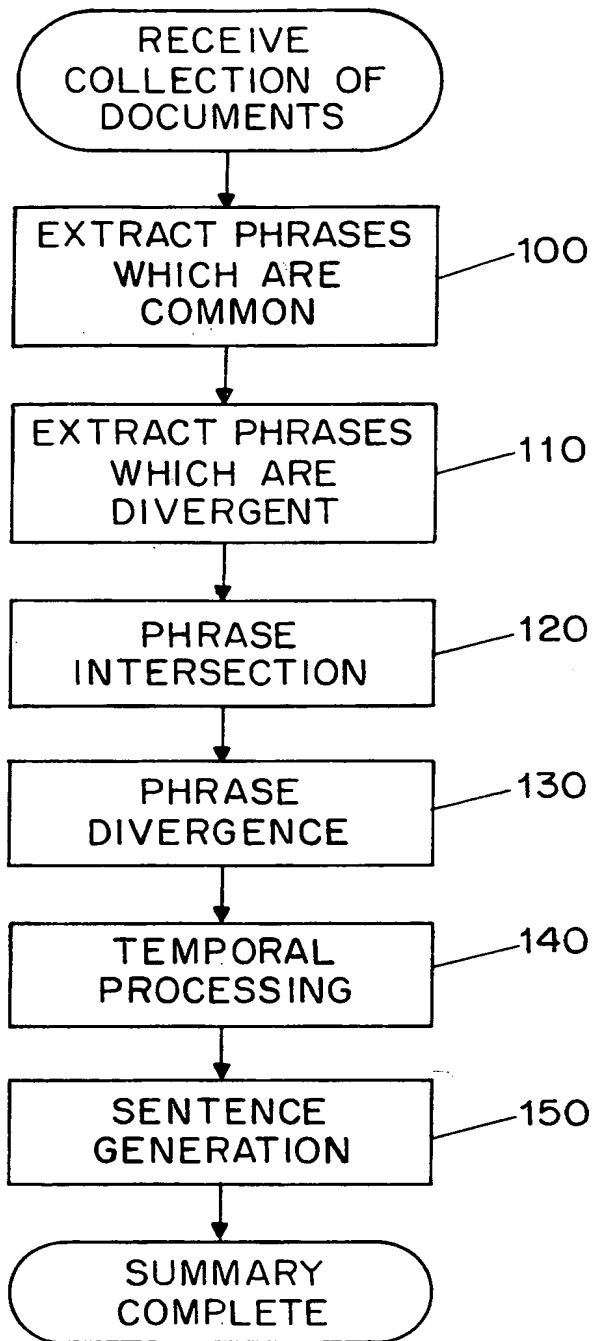 RECEIVE
COLLECTION OF
DOCUMENTS
EXTRACT PHRASES
WHICH ARE
COMMON
100
EXTRACT PHRASES
WHICH ARE
DIVERGENT
110
PHRASE
INTERSECTION
120
PHRASE
DIVERGENCE
130
TEMPORAL
PROCESSING
140
SENTENCE
GENERATION
150
SUMMARY
COMPLETE